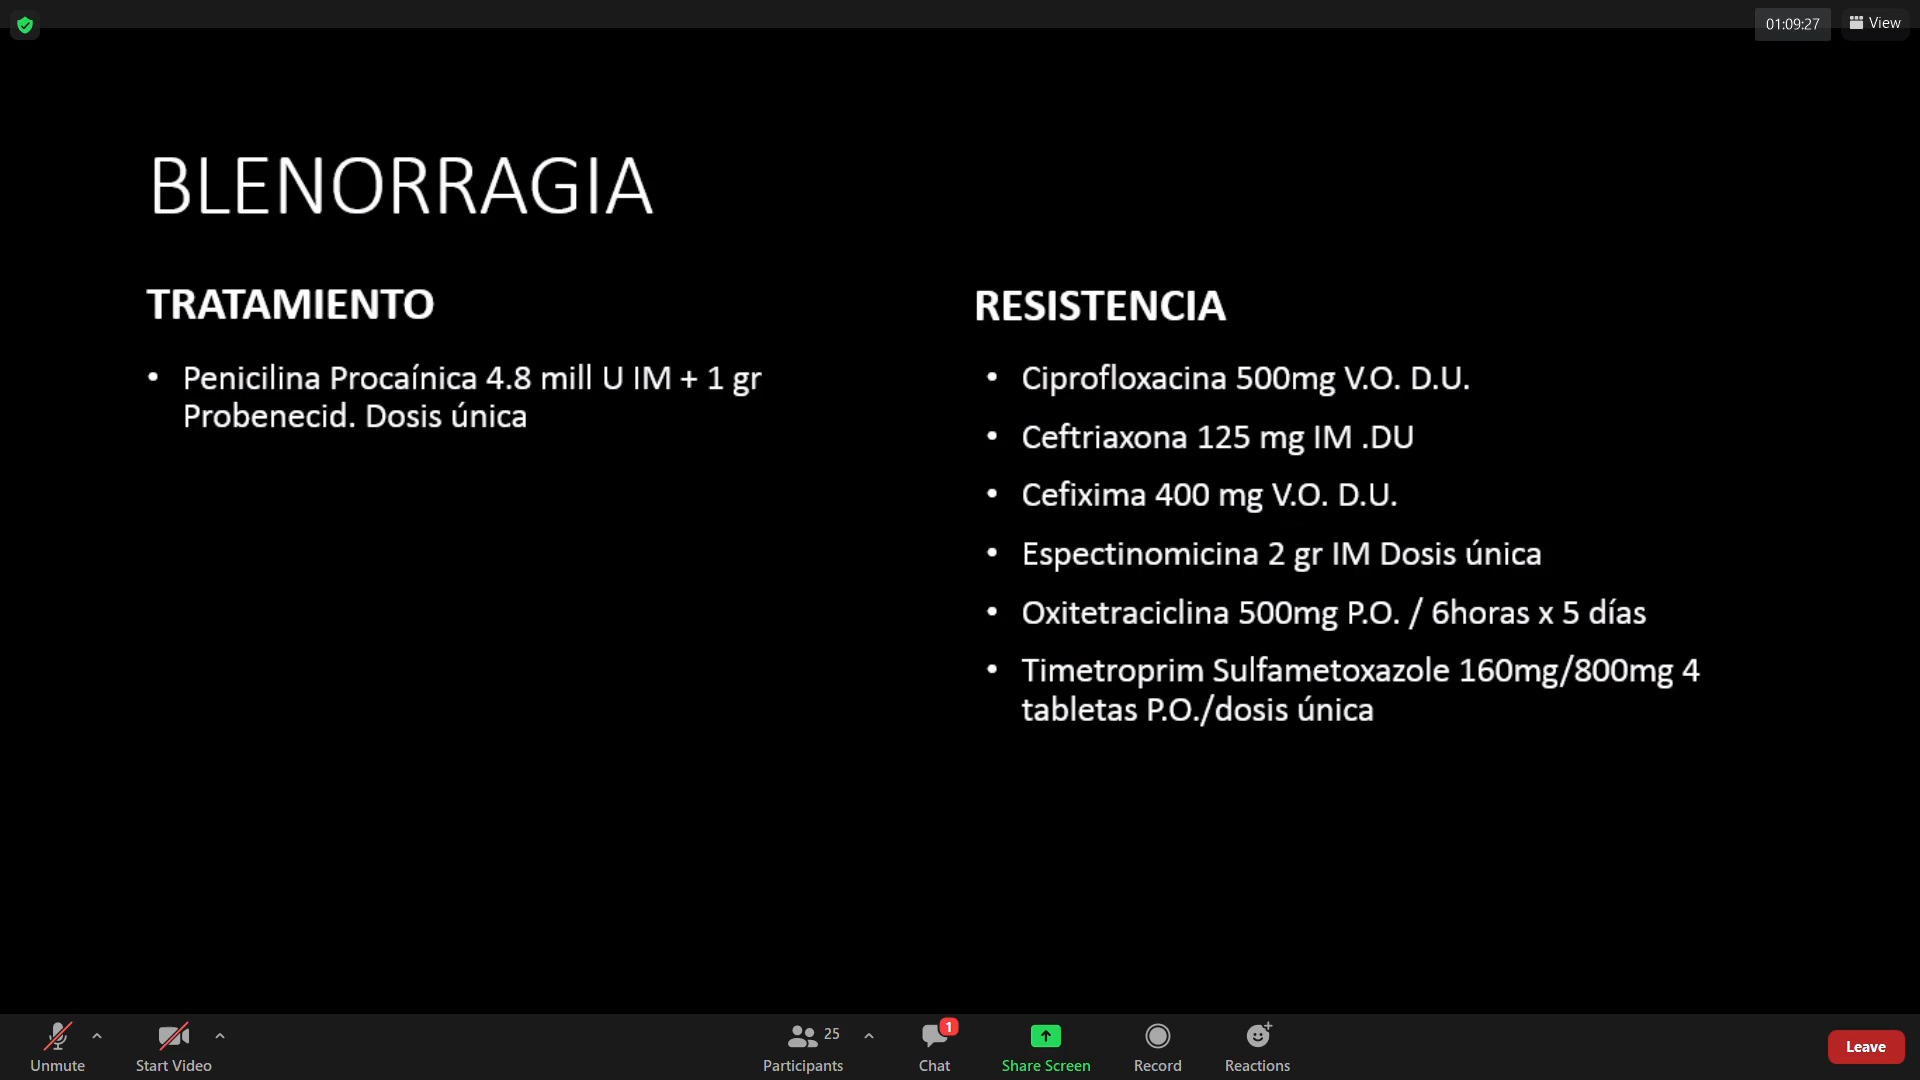 01:09:27
View
BLENORRAGIA
TRATAMIENTO
• Penicilina Procaínica 4.8 mill U IM + 1 gr
Probenecid. Dosis única
RESISTENCIA
• Ciprofloxacina 500mg V.O. D.U.
• Ceftriaxona 125 mg IM .DU
• Cefixima 400 mg V.O. D.U.
• Espectinomicina 2 gr IM Dosis única
• Oxitetraciclina 500mg P.O. / 6horas x 5 días
• Timetroprim Sulfametoxazole 160mg/800mg 4
tabletas P.O./dosis única
Unmute
Start Video
25
Participants
1
Chat
Share Screen
Record
Reactions
Leave